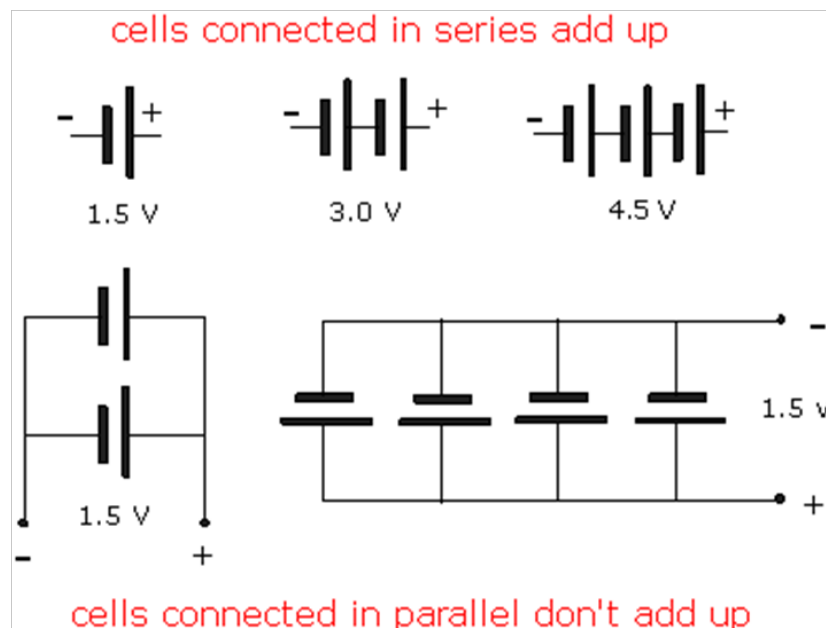 cells connected in series add up
- + - + - +
1.5 V 3.0 V 4.5 V
-
1.5 v
1.5 V
+
- +
cells connected in parallel don't add up